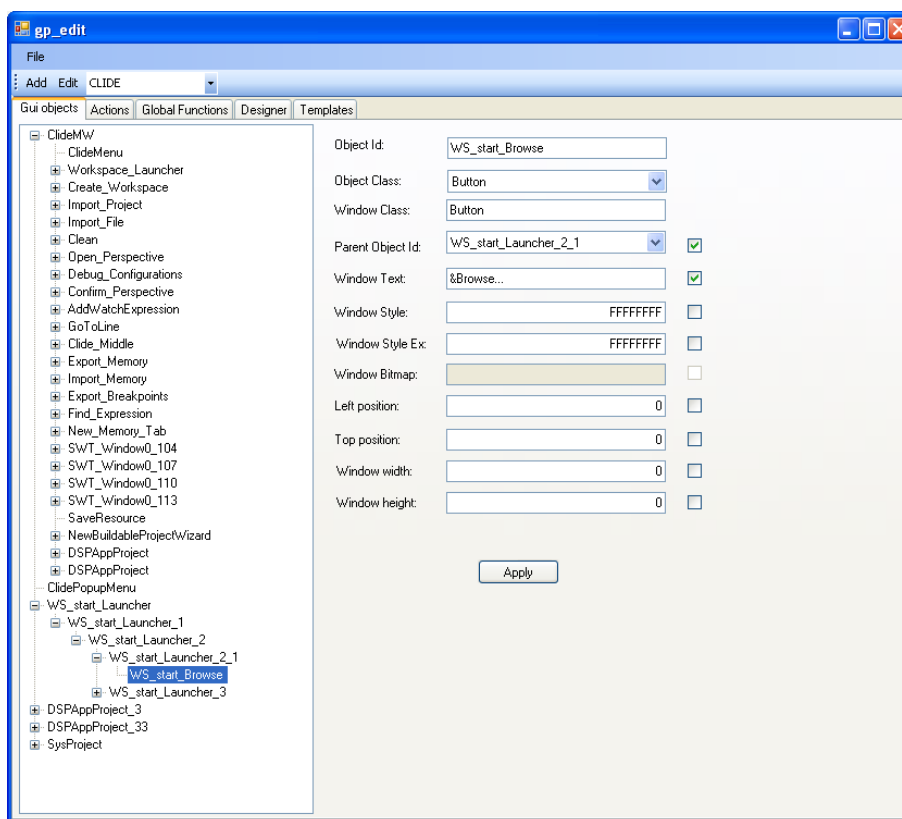 gp_edit
File
Add Edit CLIDE
Gui objects Actions Global Functions Designer Templates
ClideMW
ClideMenu
Workspace_Launcher
Create_Workspace
Import_Project
Import_File
Clean
Open_Perspective
Debug_Configurations
Confirm_Perspective
AddWatchExpression
GoToLine
Clide_Middle
Export_Memory
Import_Memory
Export_Breakpoints
Find_Expression
New_Memory_Tab
SWT_Window0_104
SWT_Window0_107
SWT_Window0_110
SWT_Window0_113
SaveResource
NewBuildableProjectWizard
DSPAppProject
DSPAppProject
ClidePopupMenu
WS_start_Launcher
WS_start_Launcher_1
WS_start_Launcher_2
WS_start_Launcher_2_1
WS_start_Browse
WS_start_Launcher_3
DSPAppProject_3
DSPAppProject_33
SysProject
Object Id: WS_start_Browse
Object Class: Button
Window Class: Button
Parent Object Id: WS_start_Launcher_2_1
Window Text: &Browse...
Window Style: FFFFFFFF
Window Style Ex: FFFFFFFF
Window Bitmap:
Left position: 0
Top position: 0
Window width: 0
Window height: 0
Apply